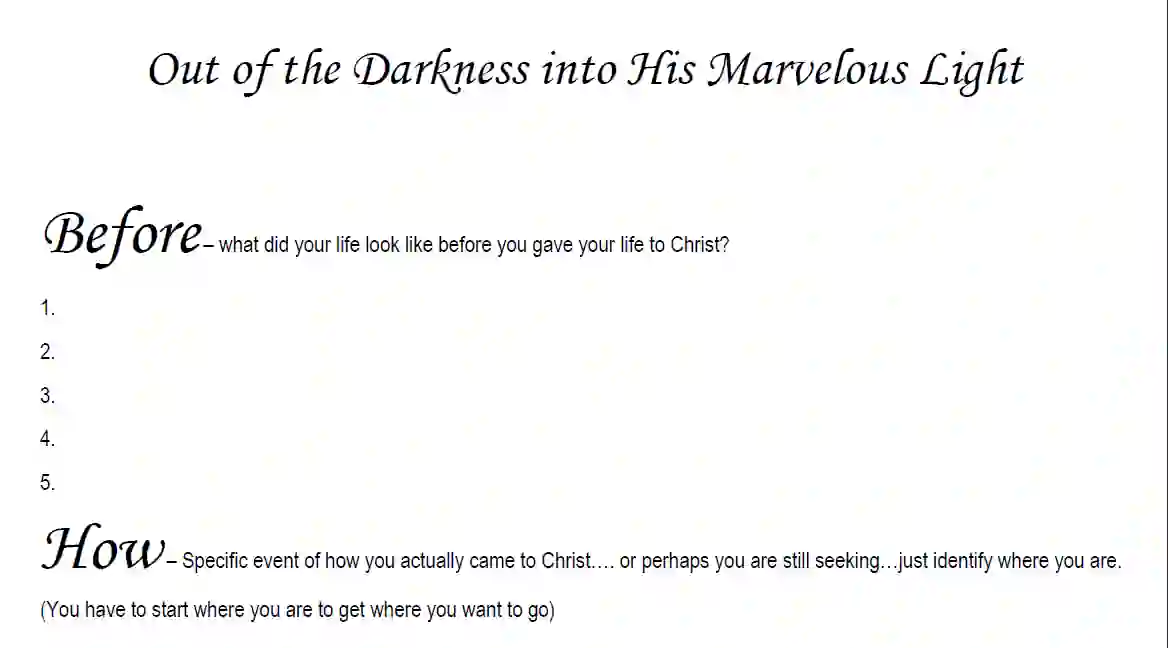 Out of the Darkness into His Marvelous Light
Before– what did your life look like before you gave your life to Christ?
1.
2.
3.
4.
5.
How– Specific event of how you actually came to Christ…. or perhaps you are still seeking…just identify where you are.
(You have to start where you are to get where you want to go)